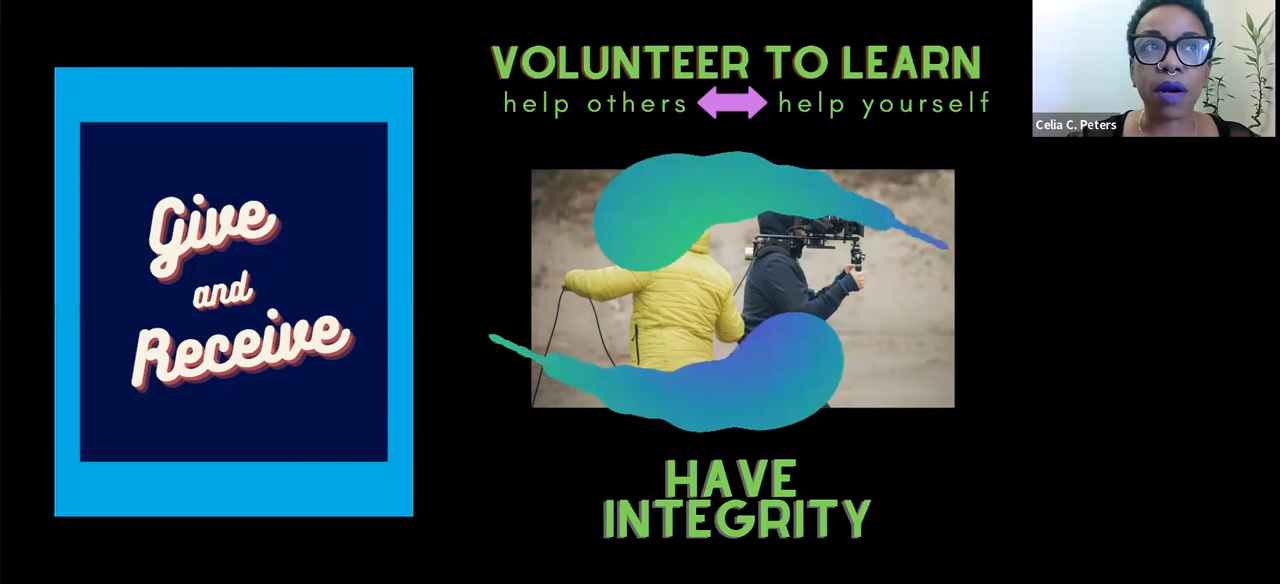 Give
and
Receive
VOLUNTEER TO LEARN
help others help yourself
HAVE
INTEGRITY
Celia C. Peters